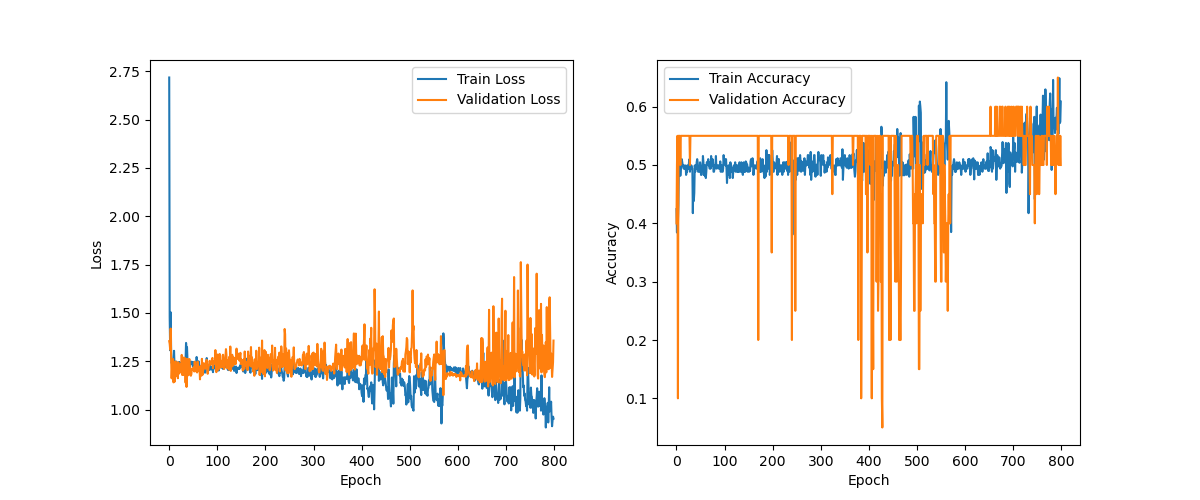 Train Loss
Validation Loss
2.75
2.50
2.25
2.00
1.75
1.50
1.25
1.00
Loss
0 100 200 300 400 500 600 700 800
Epoch
Train Accuracy
Validation Accuracy
0.6
0.5
0.4
0.3
0.2
0.1
Accuracy
0 100 200 300 400 500 600 700 800
Epoch